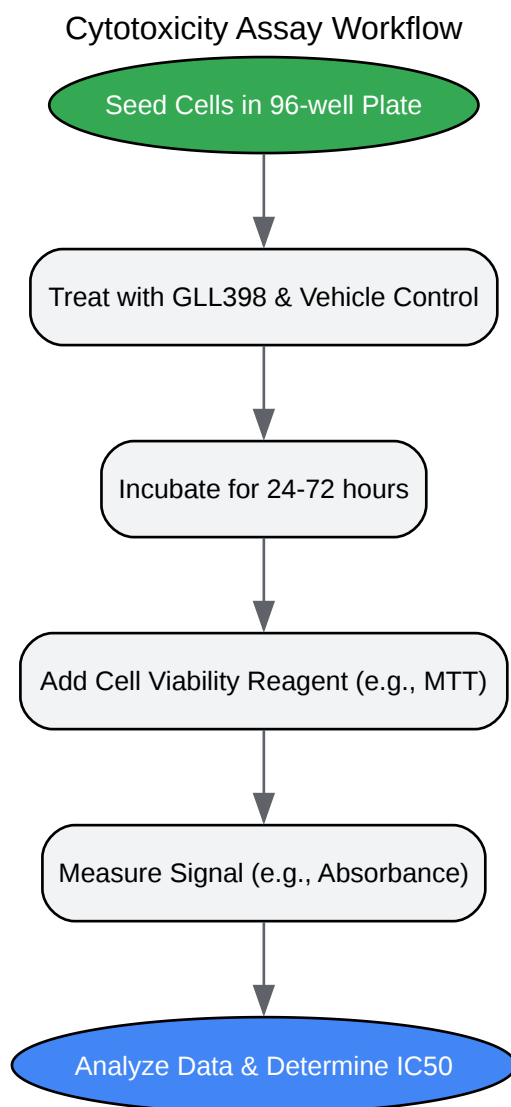 Cytotoxicity Assay Workflow
Seed Cells in 96-well Plate
Treat with GLL398 & Vehicle Control
Incubate for 24-72 hours
Add Cell Viability Reagent (e.g., MTT)
Measure Signal (e.g., Absorbance)
Analyze Data & Determine IC50